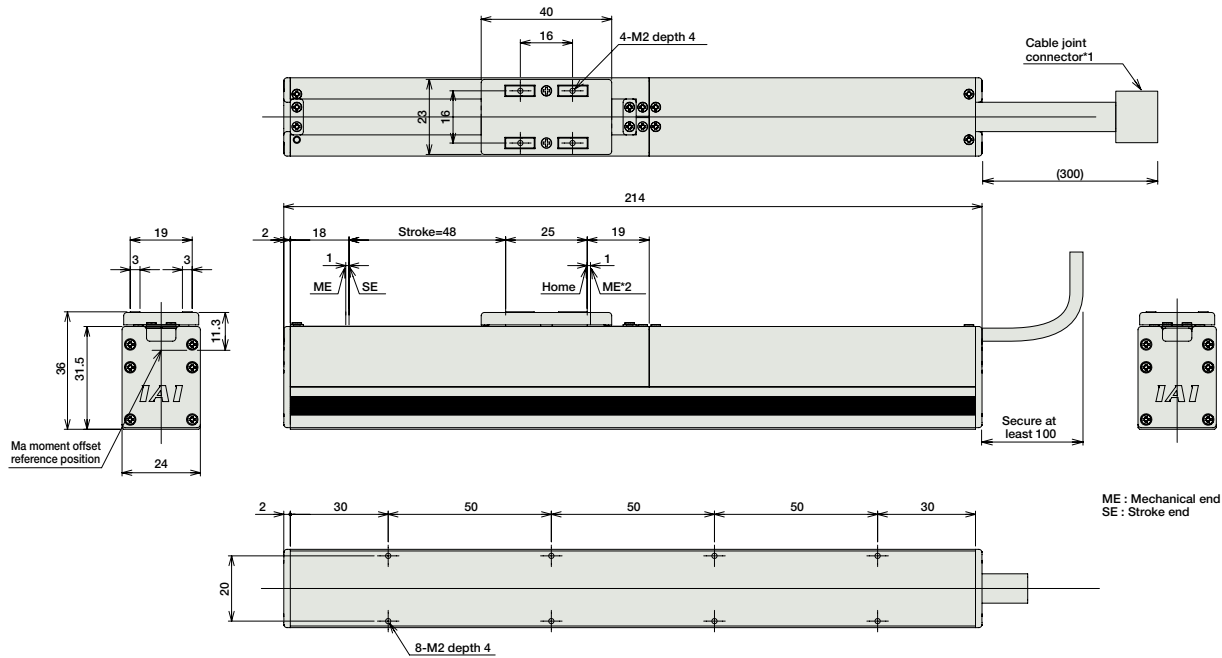 40
16
4-M2 depth 4
Cable joint
connector*1
23
16
(300)
214
2
18
Stroke=48
25
19
1
ME
SE
Home
1
ME*2
19
3
3
11.3
36
31.5
IAI
Ma moment offset
reference position
24
Secure at
least 100
IAI
ME : Mechanical end
SE : Stroke end
2
30
50
50
50
30
20
8-M2 depth 4